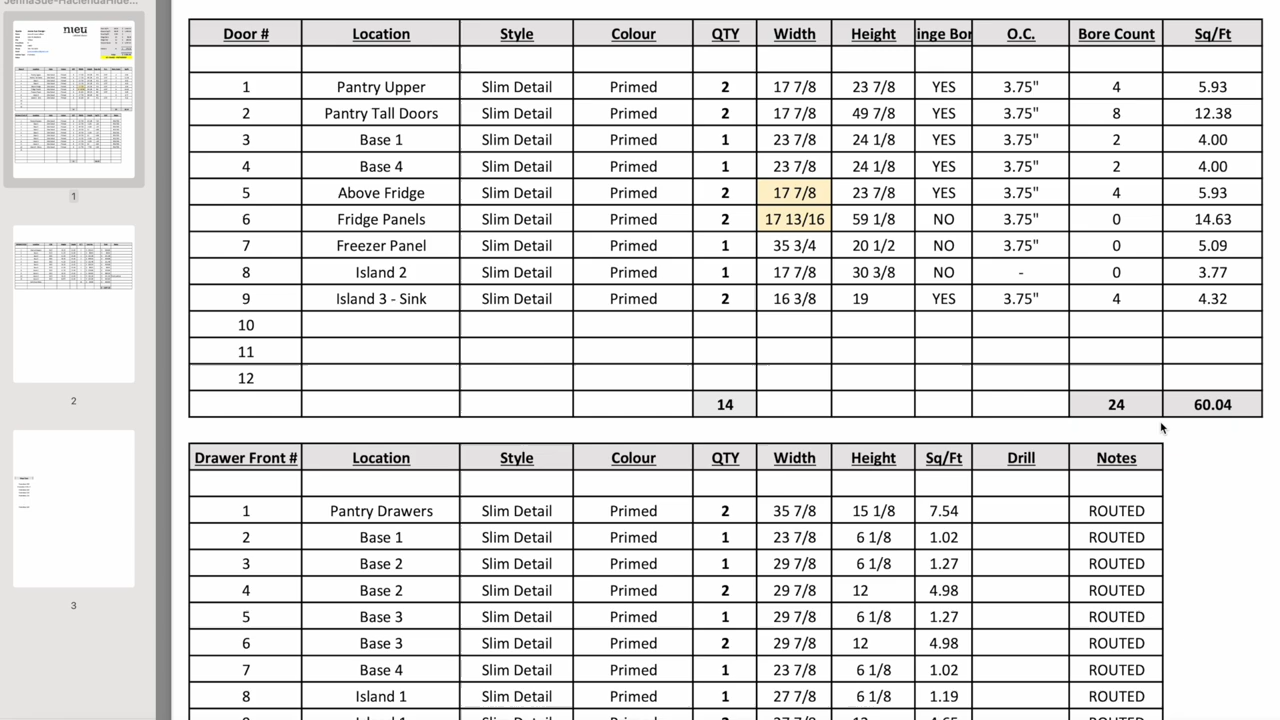 JennaSue-HaciendaHide...
nieu
1
2
3
Door # Location Style Colour QTY Width Height inge Bor O.C. Bore Count Sq/Ft
1 Pantry Upper Slim Detail Primed 2 17 7/8 23 7/8 YES 3.75" 4 5.93
2 Pantry Tall Doors Slim Detail Primed 2 17 7/8 49 7/8 YES 3.75" 8 12.38
3 Base 1 Slim Detail Primed 1 23 7/8 24 1/8 YES 3.75" 2 4.00
4 Base 4 Slim Detail Primed 1 23 7/8 24 1/8 YES 3.75" 2 4.00
5 Above Fridge Slim Detail Primed 2 17 7/8 23 7/8 YES 3.75" 4 5.93
6 Fridge Panels Slim Detail Primed 2 17 13/16 59 1/8 NO 3.75" 0 14.63
7 Freezer Panel Slim Detail Primed 1 35 3/4 20 1/2 NO 3.75" 0 5.09
8 Island 2 Slim Detail Primed 1 17 7/8 30 3/8 NO - 0 3.77
9 Island 3 - Sink Slim Detail Primed 2 16 3/8 19 YES 3.75" 4 4.32
10
11
12
14 24 60.04
Drawer Front # Location Style Colour QTY Width Height Sq/Ft Drill Notes
1 Pantry Drawers Slim Detail Primed 2 35 7/8 15 1/8 7.54 ROUTED
2 Base 1 Slim Detail Primed 1 23 7/8 6 1/8 1.02 ROUTED
3 Base 2 Slim Detail Primed 1 29 7/8 6 1/8 1.27 ROUTED
4 Base 2 Slim Detail Primed 2 29 7/8 12 4.98 ROUTED
5 Base 3 Slim Detail Primed 1 29 7/8 6 1/8 1.27 ROUTED
6 Base 3 Slim Detail Primed 2 29 7/8 12 4.98 ROUTED
7 Base 4 Slim Detail Primed 1 23 7/8 6 1/8 1.02 ROUTED
8 Island 1 Slim Detail Primed 1 27 7/8 6 1/8 1.19 ROUTED